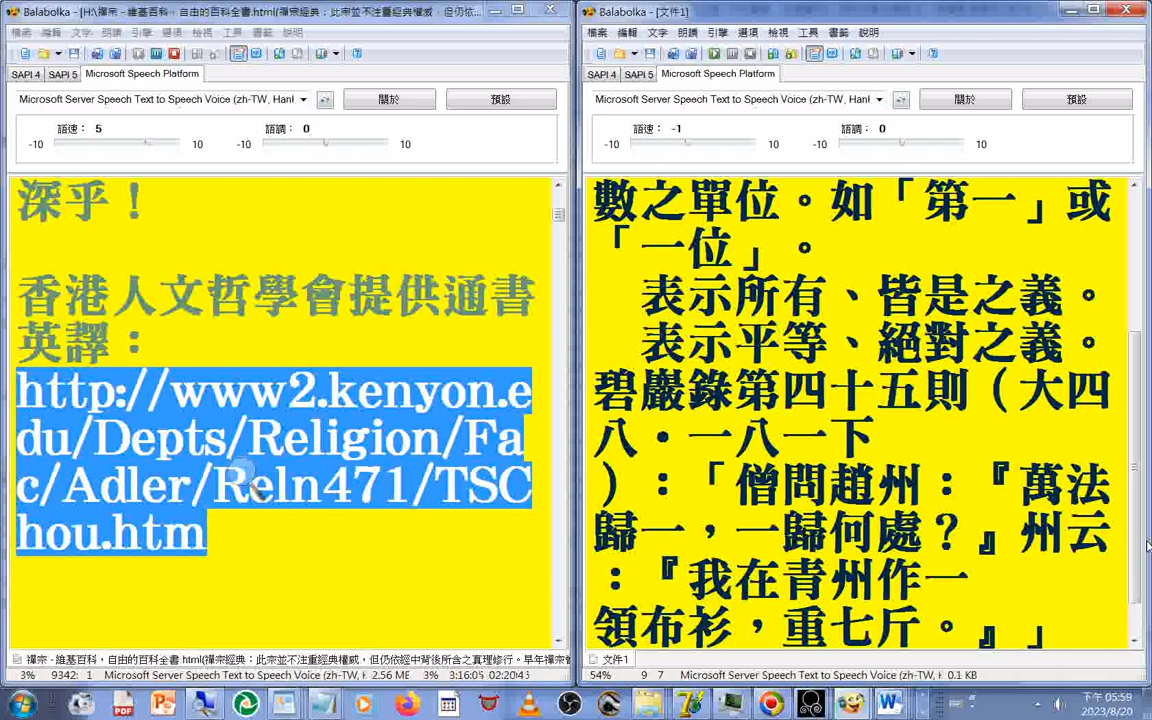 Balabolka - [H:\禪宗 - 維基百科，自由的百科全書.html(禪宗經典：此宗並不注重經典權威，但仍依...
檔案 編輯 文字 朗讀 引擎 選項 檢視 工具 書籤 說明
SAPI 4 SAPI 5 Microsoft Speech Platform
Microsoft Server Speech Text to Speech Voice (zh-TW, Hanl
關於 預設
語速： 5 語調： 0
-10 10 -10 10
深乎！
香港人文哲學會提供通書
英譯：
http://www2.kenyon.e
du/Depts/Religion/Fa
c/Adler/Reln471/TSC
hou.htm
禪宗 - 維基百科，自由的百科全書 html(禪宗經典：此宗並不注重經典權威，但仍依經中背後所含之真理修行。早年禪宗
3% 9342: 1 Microsoft Server Speech Text to Speech Voice (zh-TW, H 2.56 ME 3% 3:16:05 02:20:43
Balabolka - [文件1]
檔案 編輯 文字 朗讀 引擎 選項 檢視 工具 書籤 說明
SAPI 4 SAPI 5 Microsoft Speech Platform
Microsoft Server Speech Text to Speech Voice (zh-TW, Hanl
關於 預設
語速： -1 語調： 0
-10 10 -10 10
數之單位。如「第一」或
「一位」。
表示所有、皆是之義。
表示平等、絕對之義。
碧巖錄第四十五則（大四
八．一八一下
）：「僧問趙州：『萬法
歸一，一歸何處？』州云
：『我在青州作一
領布衫，重七斤。』」
文件1
54% 9 7 Microsoft Server Speech Text to Speech Voice (zh-TW, H 0.1 KB
下午 05:59
2023/8/20